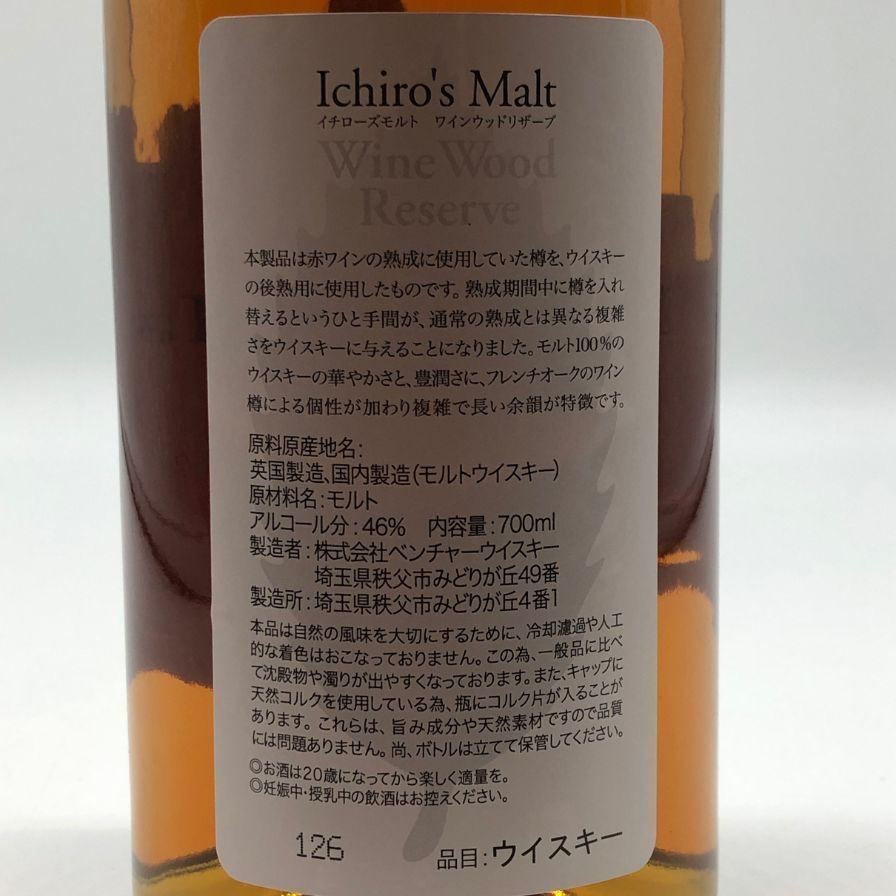 Ichiro's Malt
イチローズモルト　ワインウッドリザーブ
Wine Wood
Reserve
本製品は赤ワインの熟成に使用していた樽を、ウイスキー
の後熟用に使用したものです。熟成期間中に樽を入れ
替えるというひと手間が、通常の熟成とは異なる複雑
さをウイスキーに与えることになりました。モルト100%の
ウイスキーの華やかさと、豊潤さに、フレンチオークのワイン
樽による個性が加わり複雑で長い余韻が特徴です。
原料原産地名:
英国製造、国内製造(モルトウイスキー)
原材料名:モルト
アルコール分:46%　内容量:700ml
製造者:株式会社ベンチャーウイスキー
埼玉県秩父市みどりが丘49番
製造所:埼玉県秩父市みどりが丘4番1
本品は自然の風味を大切にするために、冷却濾過や人工
的な着色はおこなっておりません。この為、一般品に比べ
て沈殿物や濁りが出やすくなっております。また、キャップに
天然コルクを使用している為、瓶にコルク片が入ることが
あります。これらは、旨み成分や天然素材ですので品質
には問題ありません。尚、ボトルは立てて保管してください。
◎お酒は20歳になってから楽しく適量を。
◎妊娠中・授乳中の飲酒はお控えください。
126　品目:ウイスキー